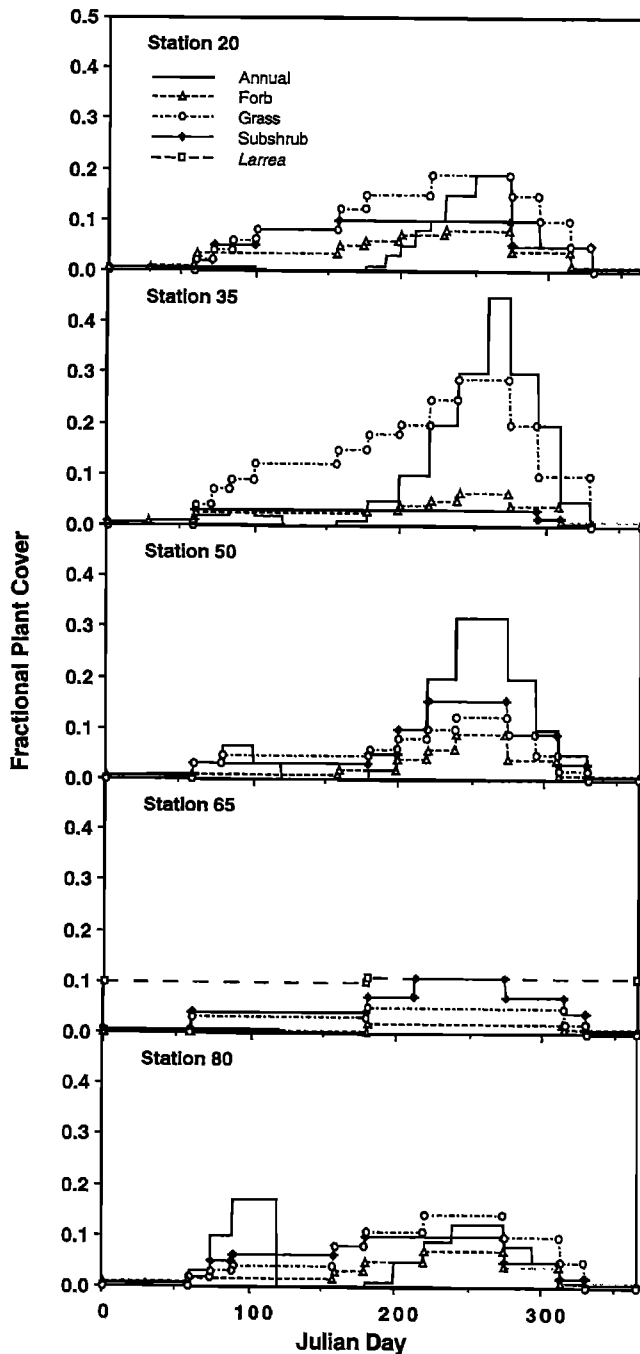 Station 20
Annual
Forb
Grass
Subshrub
Larrea
0.5
0.4
0.3
0.2
0.1
0.0
Station 35
0.4
0.3
0.2
0.1
0.0
Station 50
0.4
0.3
0.2
0.1
0.0
Station 65
0.4
0.3
0.2
0.1
0.0
Station 80
0.4
0.3
0.2
0.1
0.0
Fractional Plant Cover
0 100 200 300
Julian Day